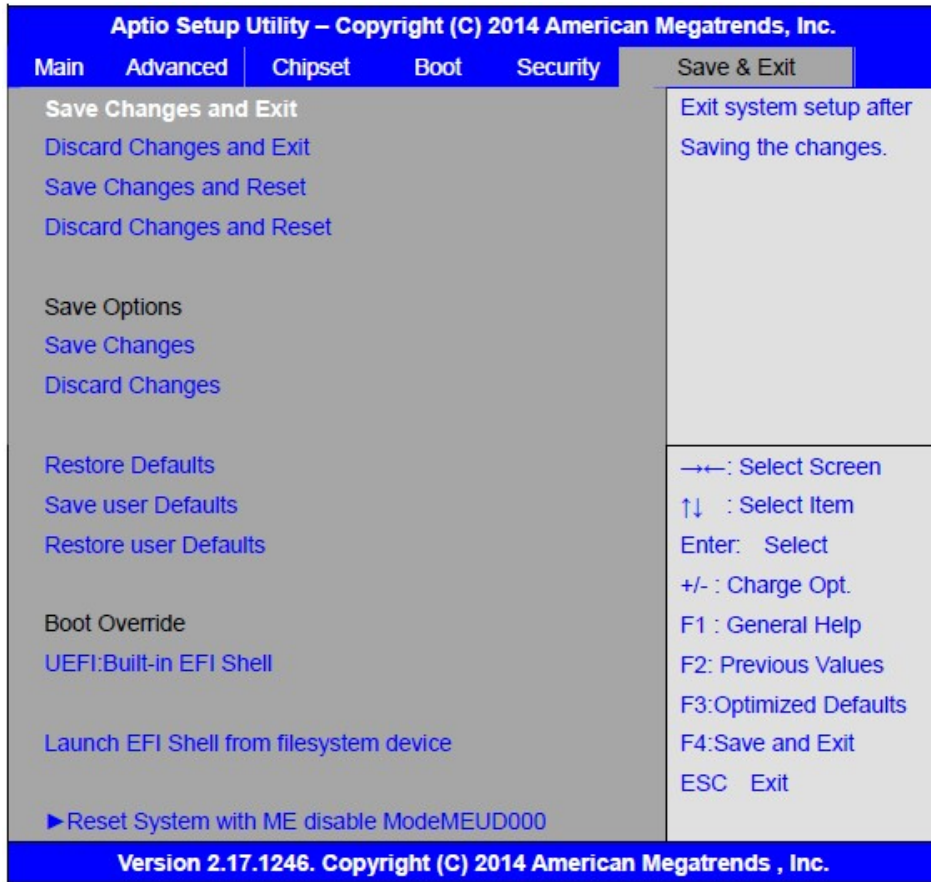 Aptio Setup Utility – Copyright (C) 2014 American Megatrends, Inc.
Main Advanced Chipset Boot Security Save & Exit
Save Changes and Exit
Discard Changes and Exit
Save Changes and Reset
Discard Changes and Reset
Save Options
Save Changes
Discard Changes
Restore Defaults
Save user Defaults
Restore user Defaults
Boot Override
UEFI:Built-in EFI Shell
Launch EFI Shell from filesystem device
►Reset System with ME disable ModeMEUD000
Exit system setup after
Saving the changes.
→←: Select Screen
↑↓ : Select Item
Enter: Select
+/- : Charge Opt.
F1 : General Help
F2: Previous Values
F3:Optimized Defaults
F4:Save and Exit
ESC Exit
Version 2.17.1246. Copyright (C) 2014 American Megatrends , Inc.